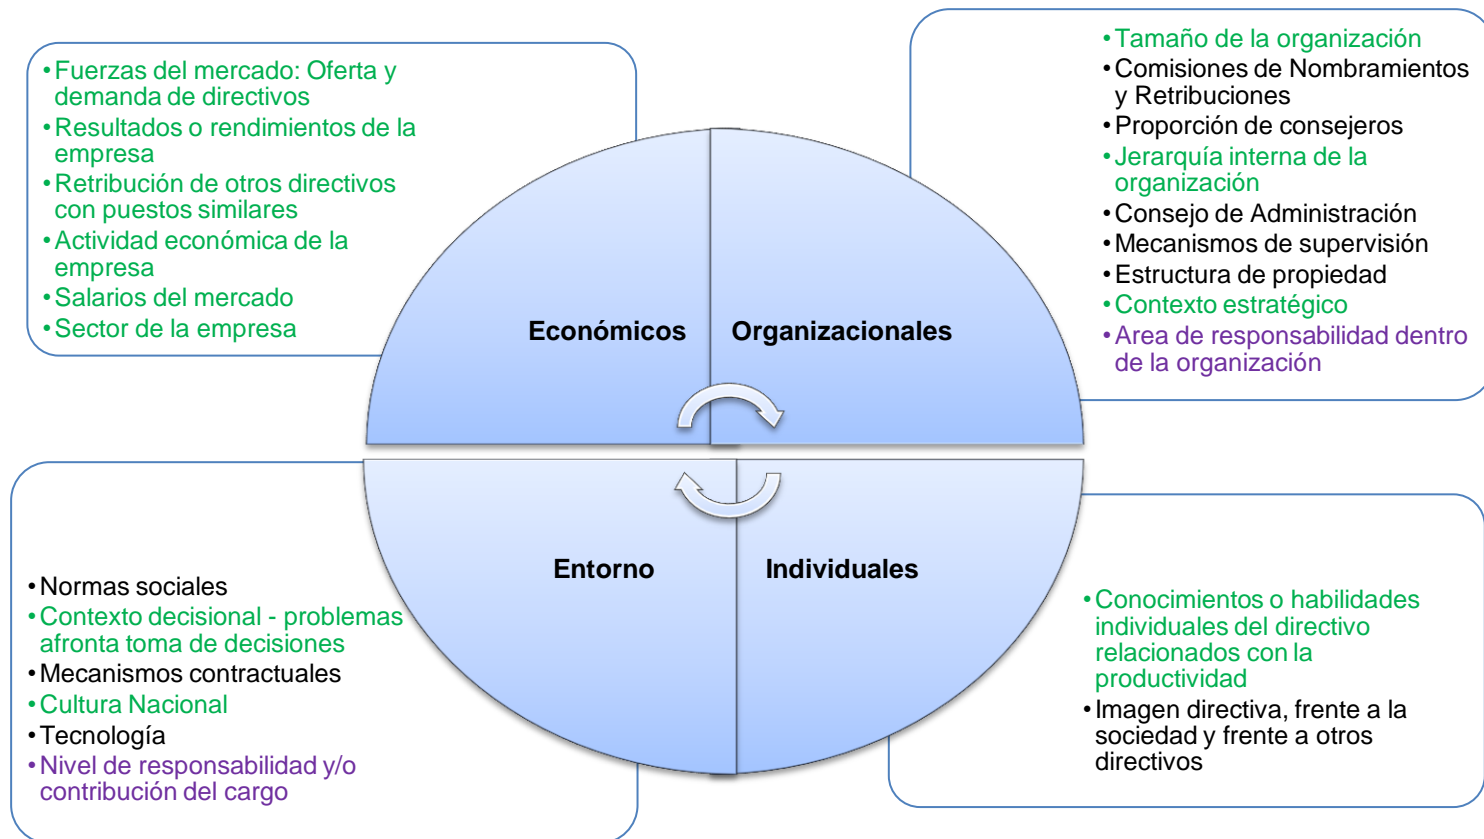 •Fuerzas del mercado: Oferta y
demanda de directivos
•Resultados o rendimientos de la
empresa
•Retribución de otros directivos
con puestos similares
•Actividad económica de la
empresa
•Salarios del mercado
•Sector de la empresa
•Tamaño de la organización
•Comisiones de Nombramientos
y Retribuciones
•Proporción de consejeros
•Jerarquía interna de la
organización
•Consejo de Administración
•Mecanismos de supervisión
•Estructura de propiedad
•Contexto estratégico
•Area de responsabilidad dentro
de la organización
Económicos
Organizacionales
Entorno
Individuales
•Normas sociales
•Contexto decisional - problemas
afronta toma de decisiones
•Mecanismos contractuales
•Cultura Nacional
•Tecnología
•Nivel de responsabilidad y/o
contribución del cargo
•Conocimientos o habilidades
individuales del directivo
relacionados con la
productividad
•Imagen directiva, frente a la
sociedad y frente a otros
directivos